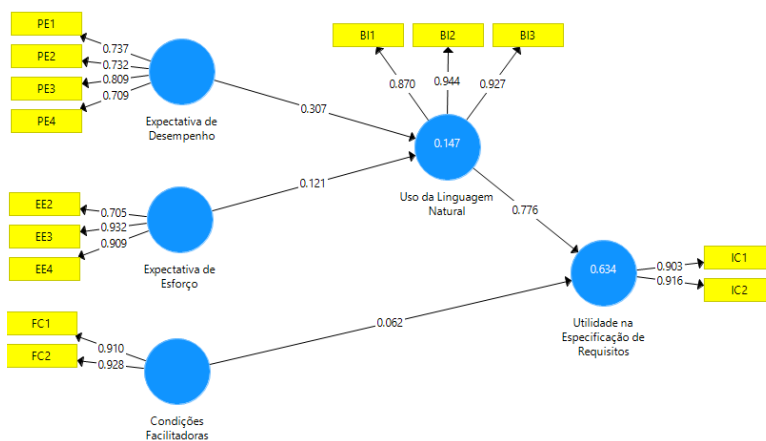 PE1
PE2
PE3
PE4
0.737
0.732
0.809
0.709
Expectativa de
Desempenho
0.307
BI1
BI2
BI3
0.870
0.944
0.927
0.147
Uso da Linguagem
Natural
EE2
EE3
EE4
0.705
0.932
0.909
Expectativa de
Esforço
0.121
0.776
FC1
FC2
0.910
0.928
Condições
Facilitadoras
0.062
0.634
Utilidade na
Especificação de
Requisitos
0.903
0.916
IC1
IC2